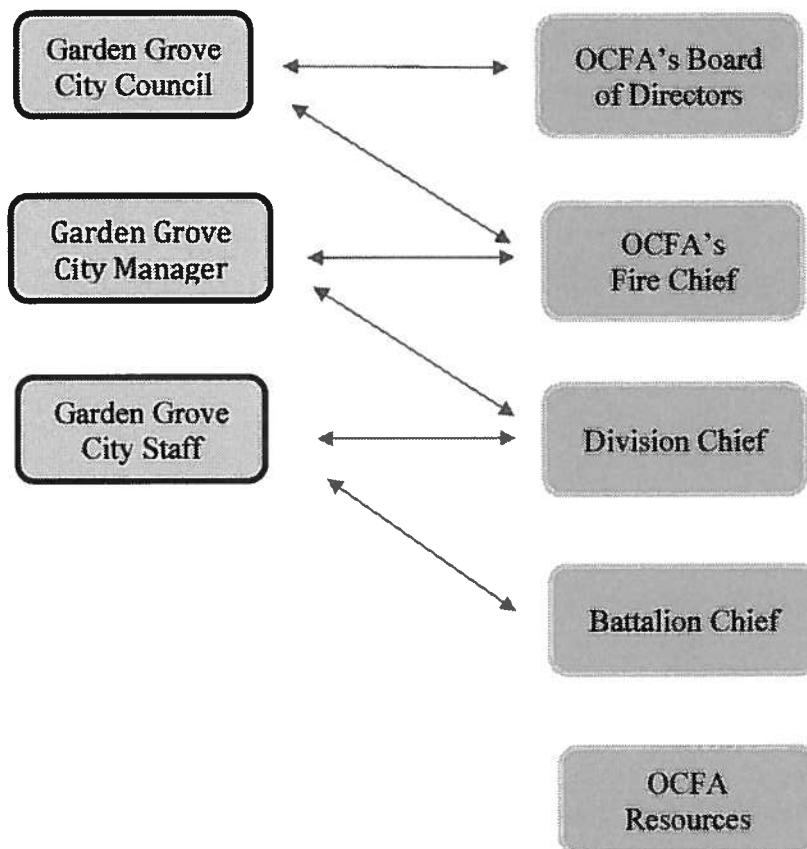 Garden Grove
City Council
OCFA's Board
of Directors
Garden Grove
City Manager
OCFA's
Fire Chief
Garden Grove
City Staff
Division Chief
Battalion Chief
OCFA
Resources